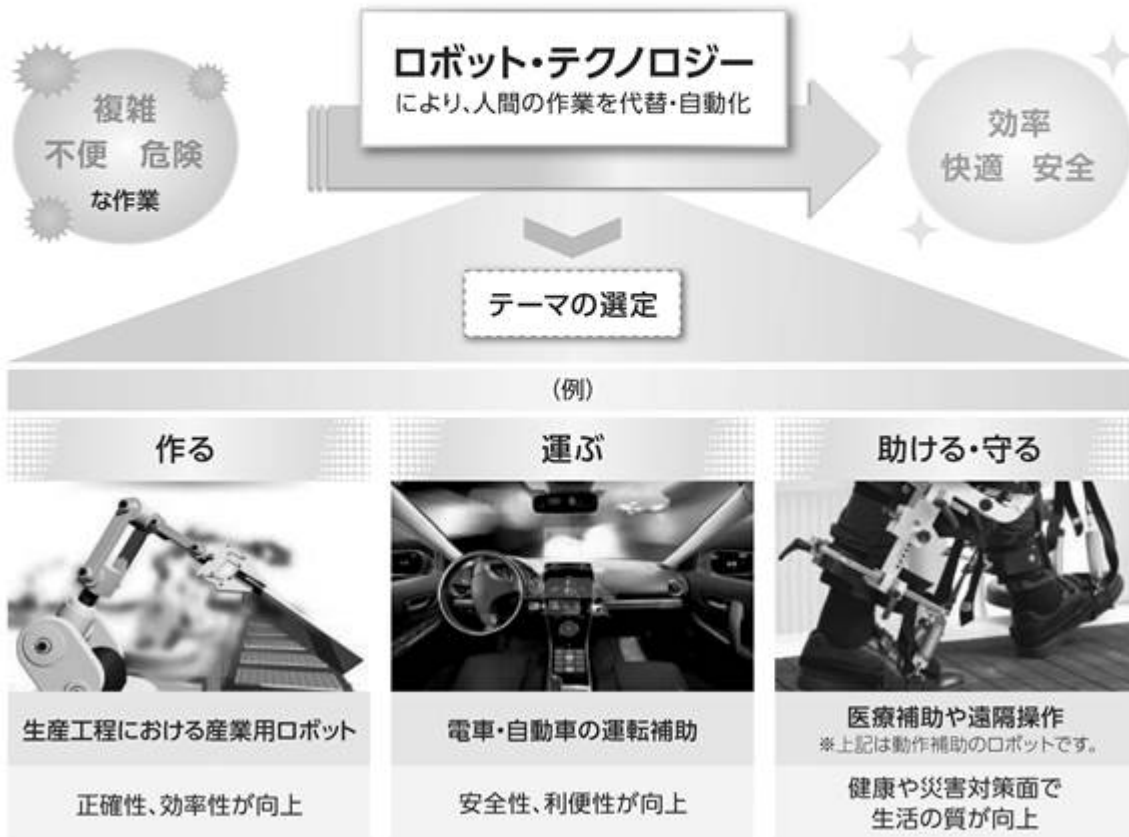 複雑
不便 危険
な作業
ロボット・テクノロジー
により、人間の作業を代替・自動化
効率
快適 安全
テーマの選定
(例)
作る
運ぶ
助ける・守る
生産工程における産業用ロボット
電車・自動車の運転補助
医療補助や遠隔操作
※上記は動作補助のロボットです。
正確性、効率性が向上
安全性、利便性が向上
健康や災害対策面で
生活の質が向上